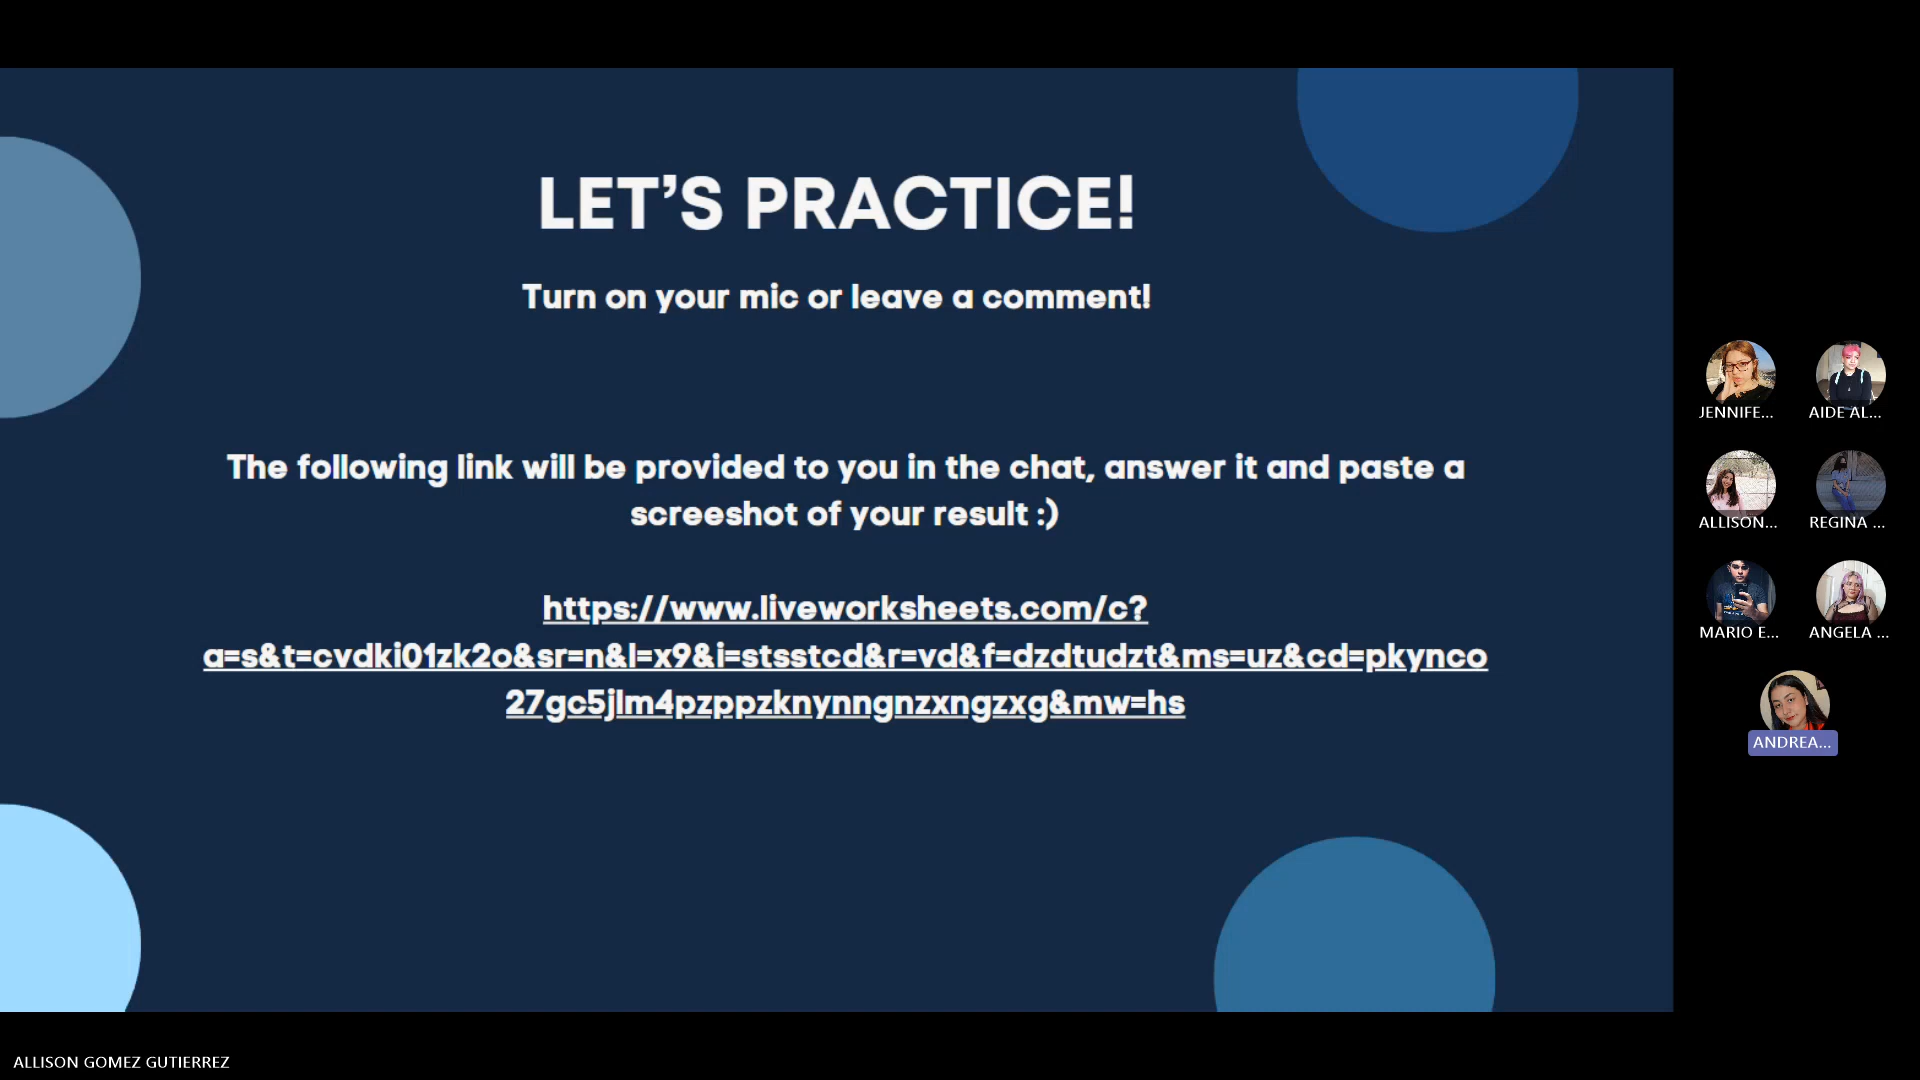 LET'S PRACTICE!
Turn on your mic or leave a comment!
The following link will be provided to you in the chat, answer it and paste a
screeshot of your result :)
https://www.liveworksheets.com/c?
a=s&t=cvdki01zk2o&sr=n&l=x9&i=stsstcd&r=vd&f=dzdtudzt&ms=uz&cd=pkynco
27gc5jlm4pzppzknynngnzxngzxg&mw=hs
JENNIFE...
AIDE AL...
ALLISON...
REGINA ...
MARIO E...
ANGELA ...
ANDREA...
ALLISON GOMEZ GUTIERREZ